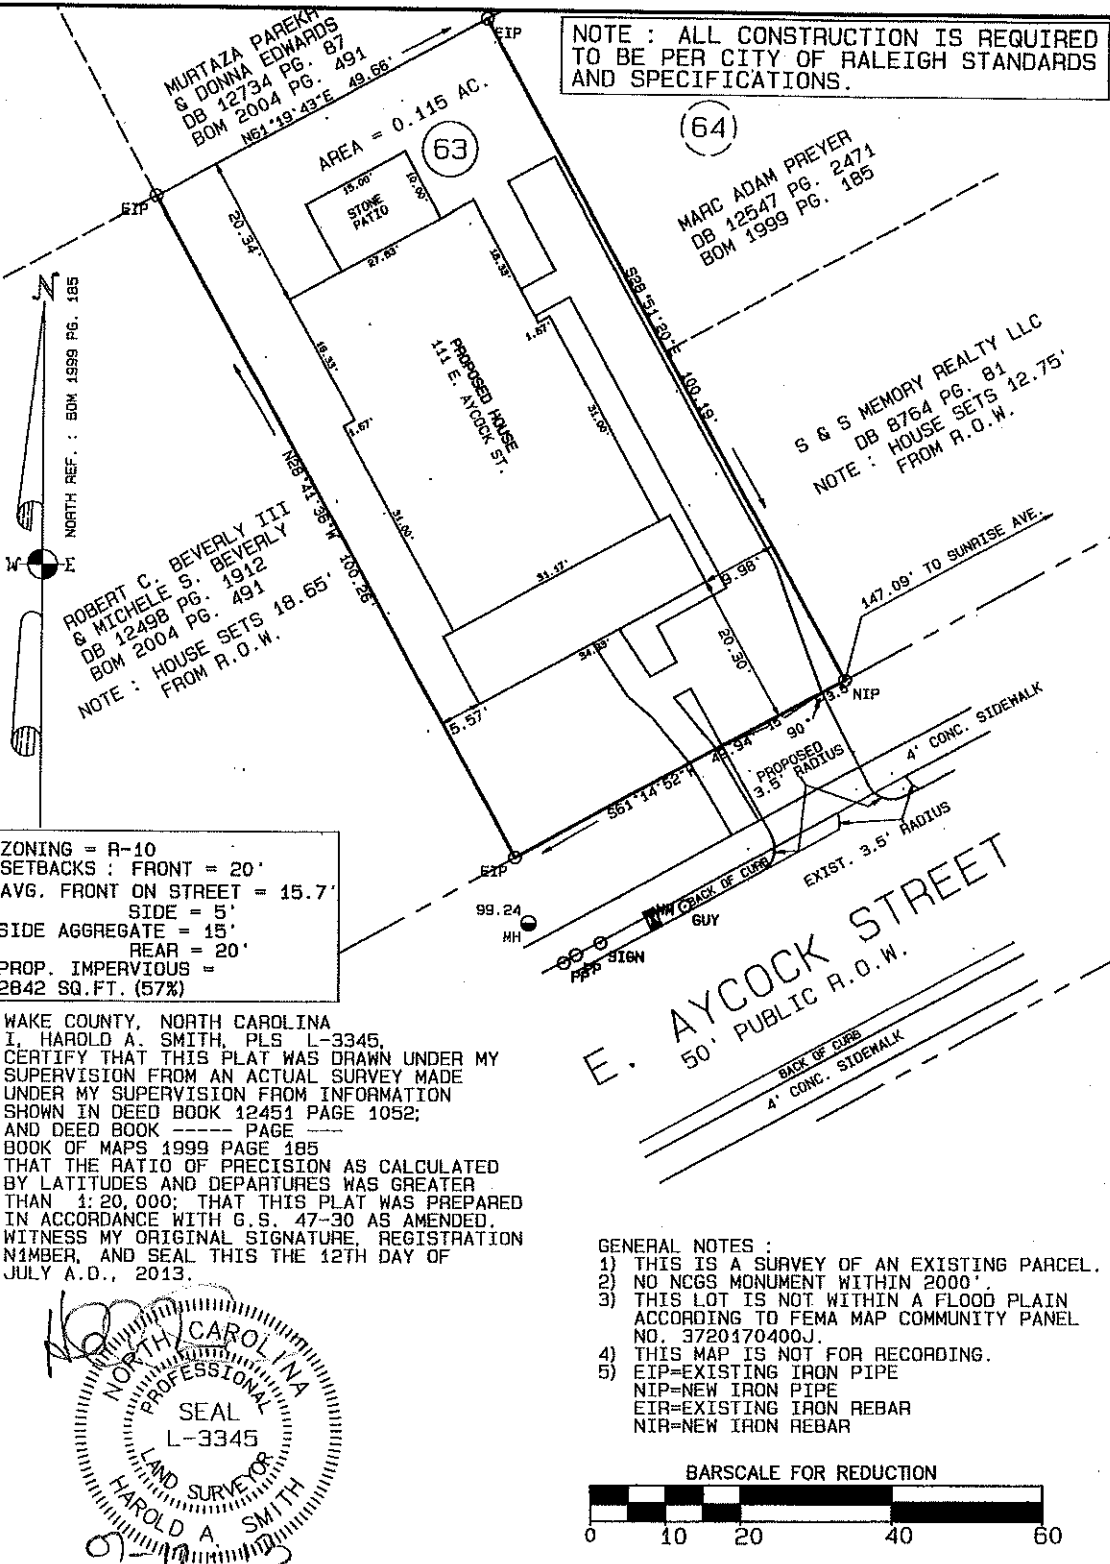 NOTE : ALL CONSTRUCTION IS REQUIRED
TO BE PER CITY OF RALEIGH STANDARDS
AND SPECIFICATIONS.
MURTAZA PAREKH
& DONNA EDWARDS
DB 12734 PG. 87
BOM 2004 PG. 491
N61°19'43"E 49.66'
EIP
EIP
AREA = 0.115 AC.
63
(64)
MARC ADAM PREYER
DB 12547 PG. 2471
BOM 1999 PG. 185
20.34'
15.00'
10.00'
STONE
PATIO
27.83'
18.33'
1.67'
18.33'
1.67'
31.00'
31.00'
PROPOSED HOUSE
111 E. AYCOCK ST.
S28°51'20"E 100.19'
N
W
E
NORTH REF. : BOM 1999 PG. 185
S & S MEMORY REALTY LLC
DB 8764 PG. 81
NOTE : HOUSE SETS 12.75'
FROM R.O.W.
N28°41'36"W 100.26'
ROBERT C. BEVERLY III
& MICHELE S. BEVERLY
DB 12498 PG. 1912
BOM 2004 PG. 491
NOTE : HOUSE SETS 18.65'
FROM R.O.W.
31.17'
9.98'
20.30'
5.57'
147.09' TO SUNRISE AVE.
NIP
3.5'
15'
90°
S61°14'52"W 49.94'
PROPOSED
3.5' RADIUS
4' CONC. SIDEWALK
EXIST. 3.5' RADIUS
BACK OF CURB
EIP
99.24
MH
GUY
SIGN
E. AYCOCK STREET
50' PUBLIC R.O.W.
BACK OF CURB
4' CONC. SIDEWALK
ZONING = R-10
SETBACKS : FRONT = 20'
AVG. FRONT ON STREET = 15.7'
SIDE = 5'
SIDE AGGREGATE = 15'
REAR = 20'
PROP. IMPERVIOUS =
2842 SQ.FT. (57%)
WAKE COUNTY, NORTH CAROLINA
I, HAROLD A. SMITH, PLS L-3345,
CERTIFY THAT THIS PLAT WAS DRAWN UNDER MY
SUPERVISION FROM AN ACTUAL SURVEY MADE
UNDER MY SUPERVISION FROM INFORMATION
SHOWN IN DEED BOOK 12451 PAGE 1052;
AND DEED BOOK ----- PAGE ----
BOOK OF MAPS 1999 PAGE 185
THAT THE RATIO OF PRECISION AS CALCULATED
BY LATITUDES AND DEPARTURES WAS GREATER
THAN 1:20,000; THAT THIS PLAT WAS PREPARED
IN ACCORDANCE WITH G.S. 47-30 AS AMENDED.
WITNESS MY ORIGINAL SIGNATURE, REGISTRATION
N1MBER, AND SEAL THIS THE 12TH DAY OF
JULY A.D., 2013.
NORTH CAROLINA
PROFESSIONAL
SEAL
L-3345
LAND SURVEYOR
HAROLD A. SMITH
GENERAL NOTES :
1) THIS IS A SURVEY OF AN EXISTING PARCEL.
2) NO NCGS MONUMENT WITHIN 2000'.
3) THIS LOT IS NOT WITHIN A FLOOD PLAIN
ACCORDING TO FEMA MAP COMMUNITY PANEL
NO. 3720170400J.
4) THIS MAP IS NOT FOR RECORDING.
5) EIP=EXISTING IRON PIPE
NIP=NEW IRON PIPE
EIR=EXISTING IRON REBAR
NIR=NEW IRON REBAR
BARSCALE FOR REDUCTION
0 10 20 40 60